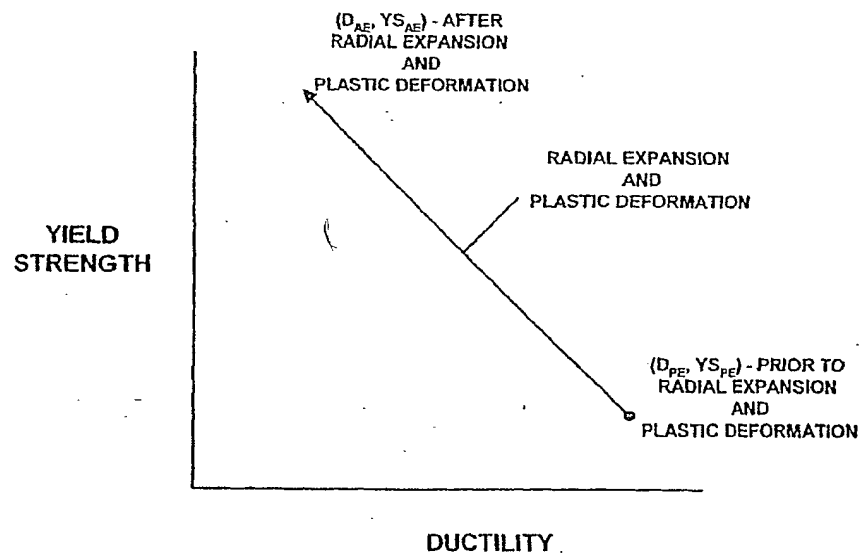 (D_AE, YS_AE) - AFTER
RADIAL EXPANSION
AND
PLASTIC DEFORMATION
RADIAL EXPANSION
AND
PLASTIC DEFORMATION
YIELD
STRENGTH
(D_PE, YS_PE) - PRIOR TO
RADIAL EXPANSION
AND
PLASTIC DEFORMATION
DUCTILITY